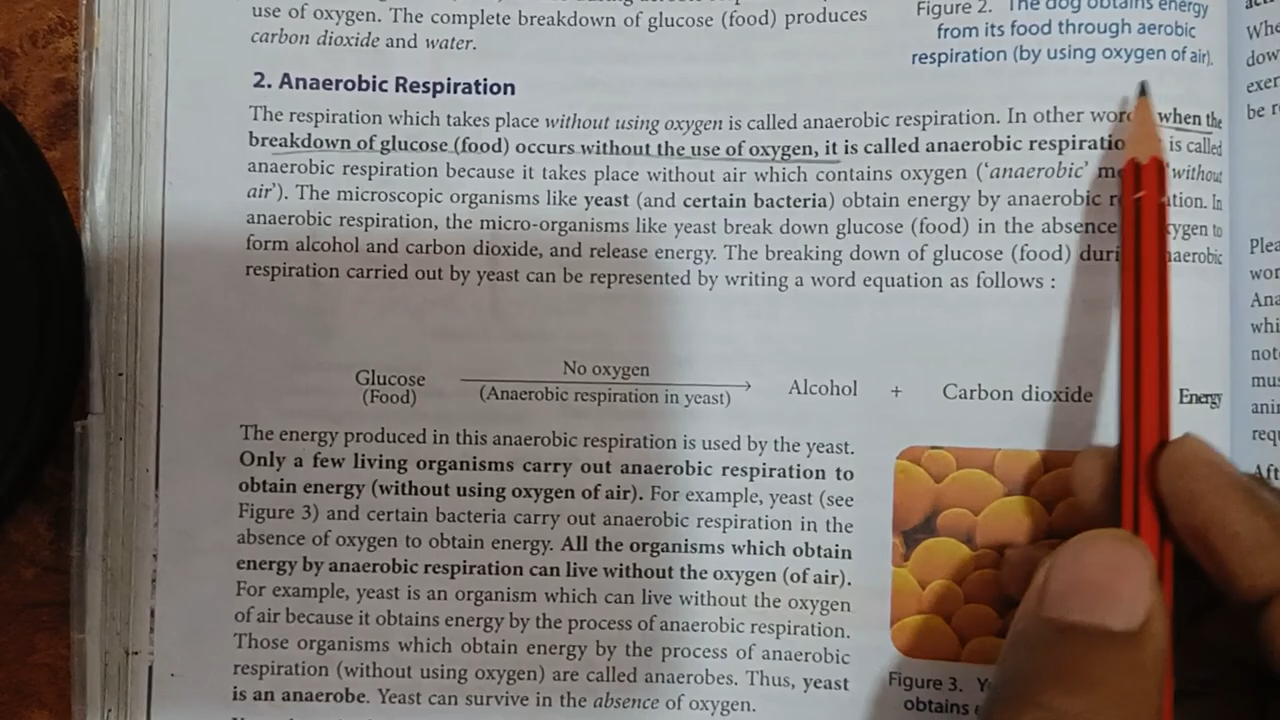 use of oxygen. The complete breakdown of glucose (food) produces
carbon dioxide and water.
Figure 2. The dog obtains energy
from its food through aerobic
respiration (by using oxygen of air).
2. Anaerobic Respiration
The respiration which takes place without using oxygen is called anaerobic respiration. In other when the
breakdown of glucose (food) occurs without the use of oxygen, it is called anaerobic is called
anaerobic respiration because it takes place without air which contains oxygen ('anaerobic' 'without
air'). The microscopic organisms like yeast (and certain bacteria) obtain energy by anaerobic In
anaerobic respiration, the micro-organisms like yeast break down glucose (food) in the absence to
form alcohol and carbon dioxide, and release energy. The breaking down of glucose (food)
respiration carried out by yeast can be represented by writing a word equation as follows :
Glucose
(Food)
No oxygen
(Anaerobic respiration in yeast)
Alcohol + Carbon dioxide Energy
The energy produced in this anaerobic respiration is used by the yeast.
Only a few living organisms carry out anaerobic respiration to
obtain energy (without using oxygen of air). For example, yeast (see
Figure 3) and certain bacteria carry out anaerobic respiration in the
absence of oxygen to obtain energy. All the organisms which obtain
energy by anaerobic respiration can live without the oxygen (of air).
For example, yeast is an organism which can live without the oxygen
of air because it obtains energy by the process of anaerobic respiration.
Those organisms which obtain energy by the process of anaerobic
respiration (without using oxygen) are called anaerobes. Thus, yeast
is an anaerobe. Yeast can survive in the absence of oxygen.
Figure 3.
obtains